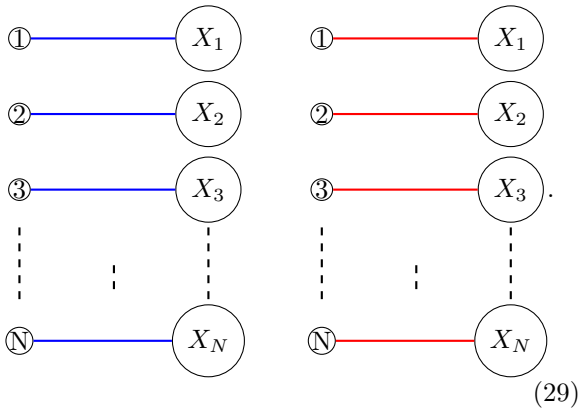 1 X_1 1 X_1
2 X_2 2 X_2
3 X_3 3 X_3 .
N X_N N X_N
(29)